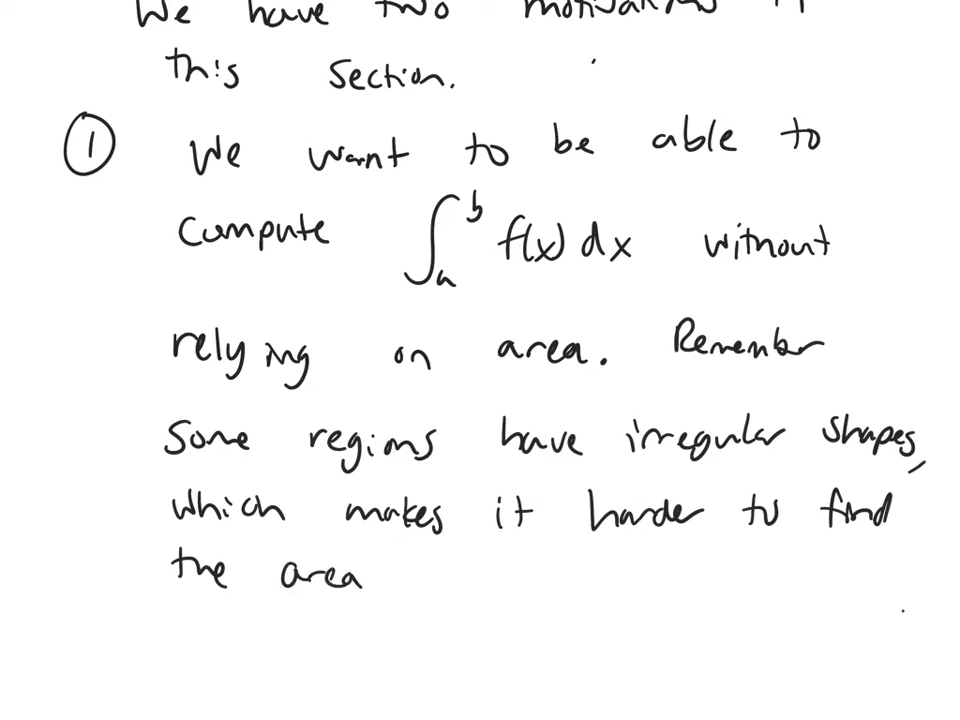 We have two
this section.
① We want to be able to
compute ∫_a^b f(x) dx without
relying on area. Remember
some regions have irregular shapes,
which makes it harder to find
the area